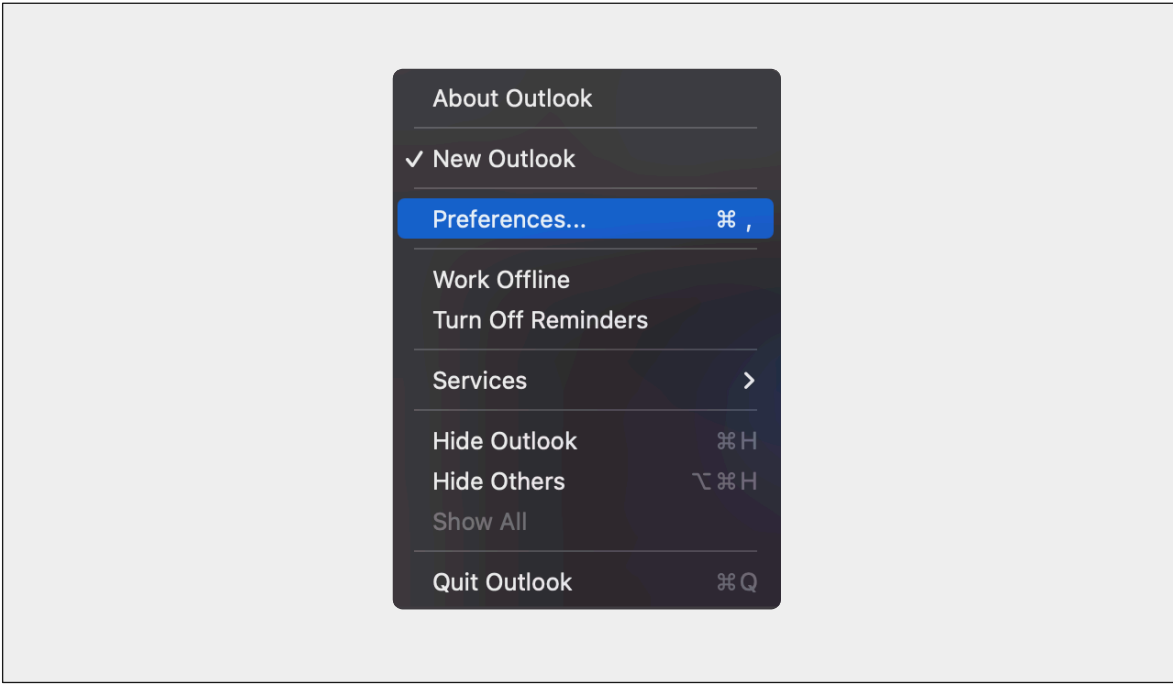 About Outlook
✓ New Outlook
Preferences... ⌘ ,
Work Offline
Turn Off Reminders
Services >
Hide Outlook ⌘H
Hide Others ⌥⌘H
Show All
Quit Outlook ⌘Q